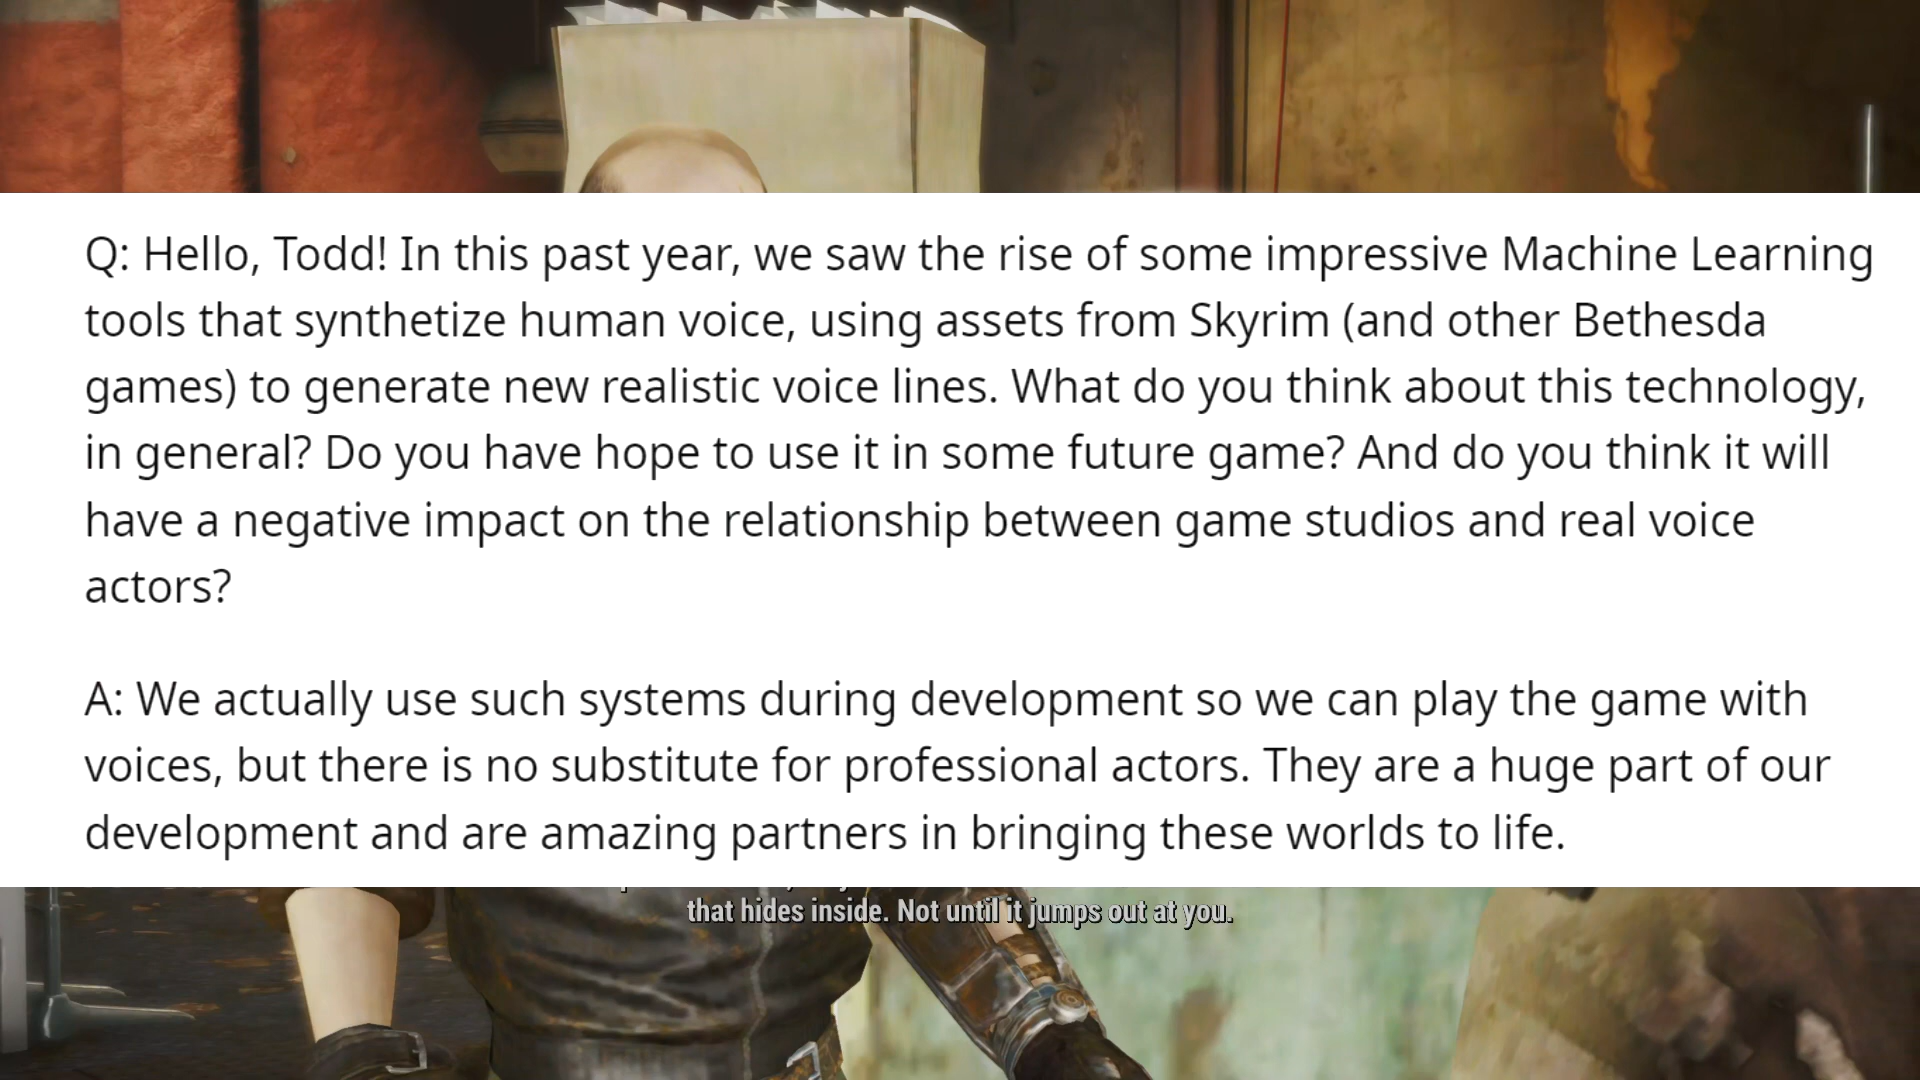 Q: Hello, Todd! In this past year, we saw the rise of some impressive Machine Learning
tools that synthetize human voice, using assets from Skyrim (and other Bethesda
games) to generate new realistic voice lines. What do you think about this technology,
in general? Do you have hope to use it in some future game? And do you think it will
have a negative impact on the relationship between game studios and real voice
actors?
A: We actually use such systems during development so we can play the game with
voices, but there is no substitute for professional actors. They are a huge part of our
development and are amazing partners in bringing these worlds to life.
that hides inside. Not until it jumps out at you.